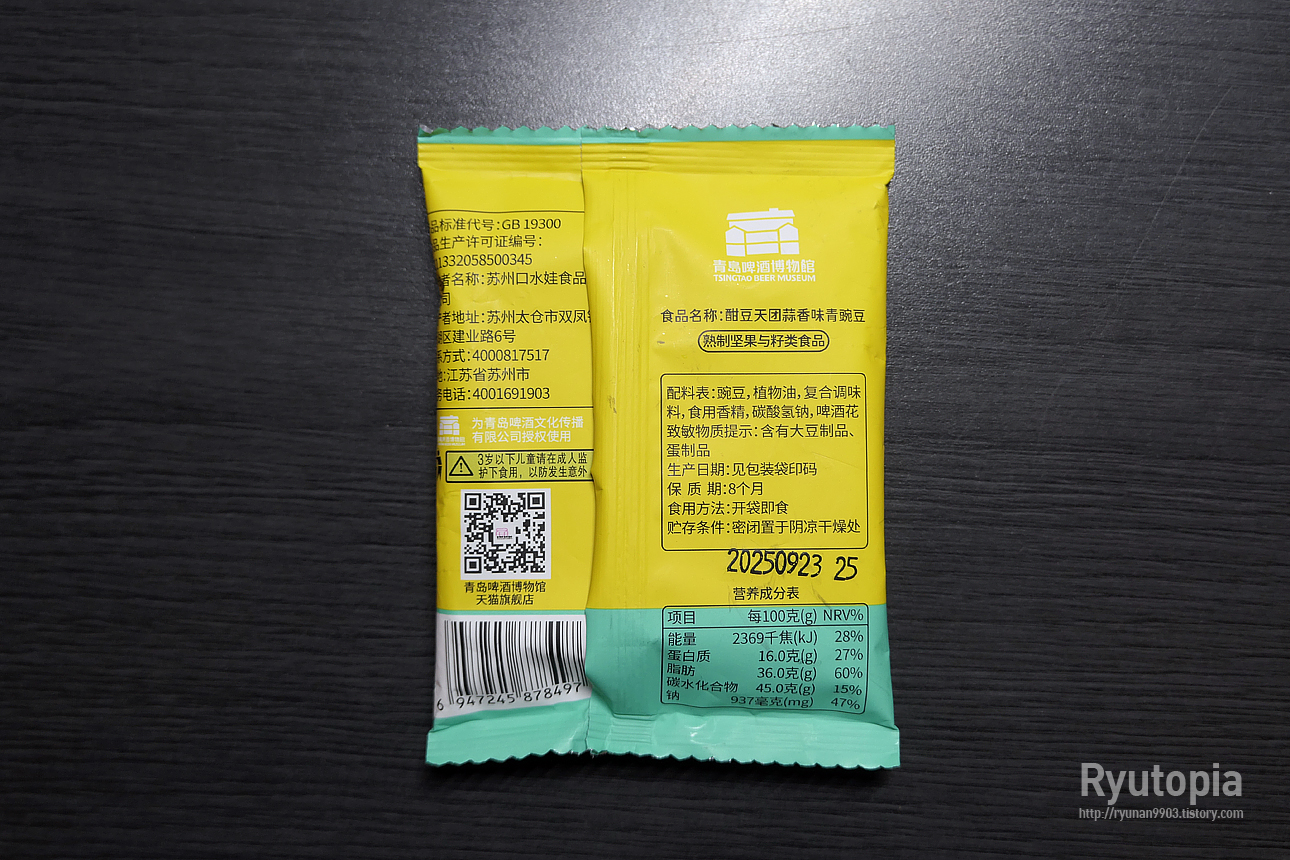 品标准代号:GB 19300
品生产许可证编号:
1332058500345
者名称:苏州口水娃食品
司
者地址:苏州太仓市双凤
区建业路6号
方式:4000817517
地:江苏省苏州市
电话:4001691903
为青岛啤酒文化传播
有限公司授权使用
3岁以下儿童请在成人监
护下食用，以防发生意外
青岛啤酒博物馆
天猫旗舰店
6 947245 878497
青岛啤酒博物館
TSINGTAO BEER MUSEUM
食品名称:酣豆天团蒜香味青豌豆
熟制坚果与籽类食品
配料表:豌豆,植物油,复合调味
料,食用香精,碳酸氢钠,啤酒花
致敏物质提示:含有大豆制品、
蛋制品
生产日期:见包装袋印码
保 质 期:8个月
食用方法:开袋即食
贮存条件:密闭置于阴凉干燥处
20250923 25
营养成分表
项目 每100克(g) NRV%
能量 2369千焦(kJ) 28%
蛋白质 16.0克(g) 27%
脂肪 36.0克(g) 60%
碳水化合物 45.0克(g) 15%
钠 937毫克(mg) 47%
Ryutopia
http://ryunan9903.tistory.com